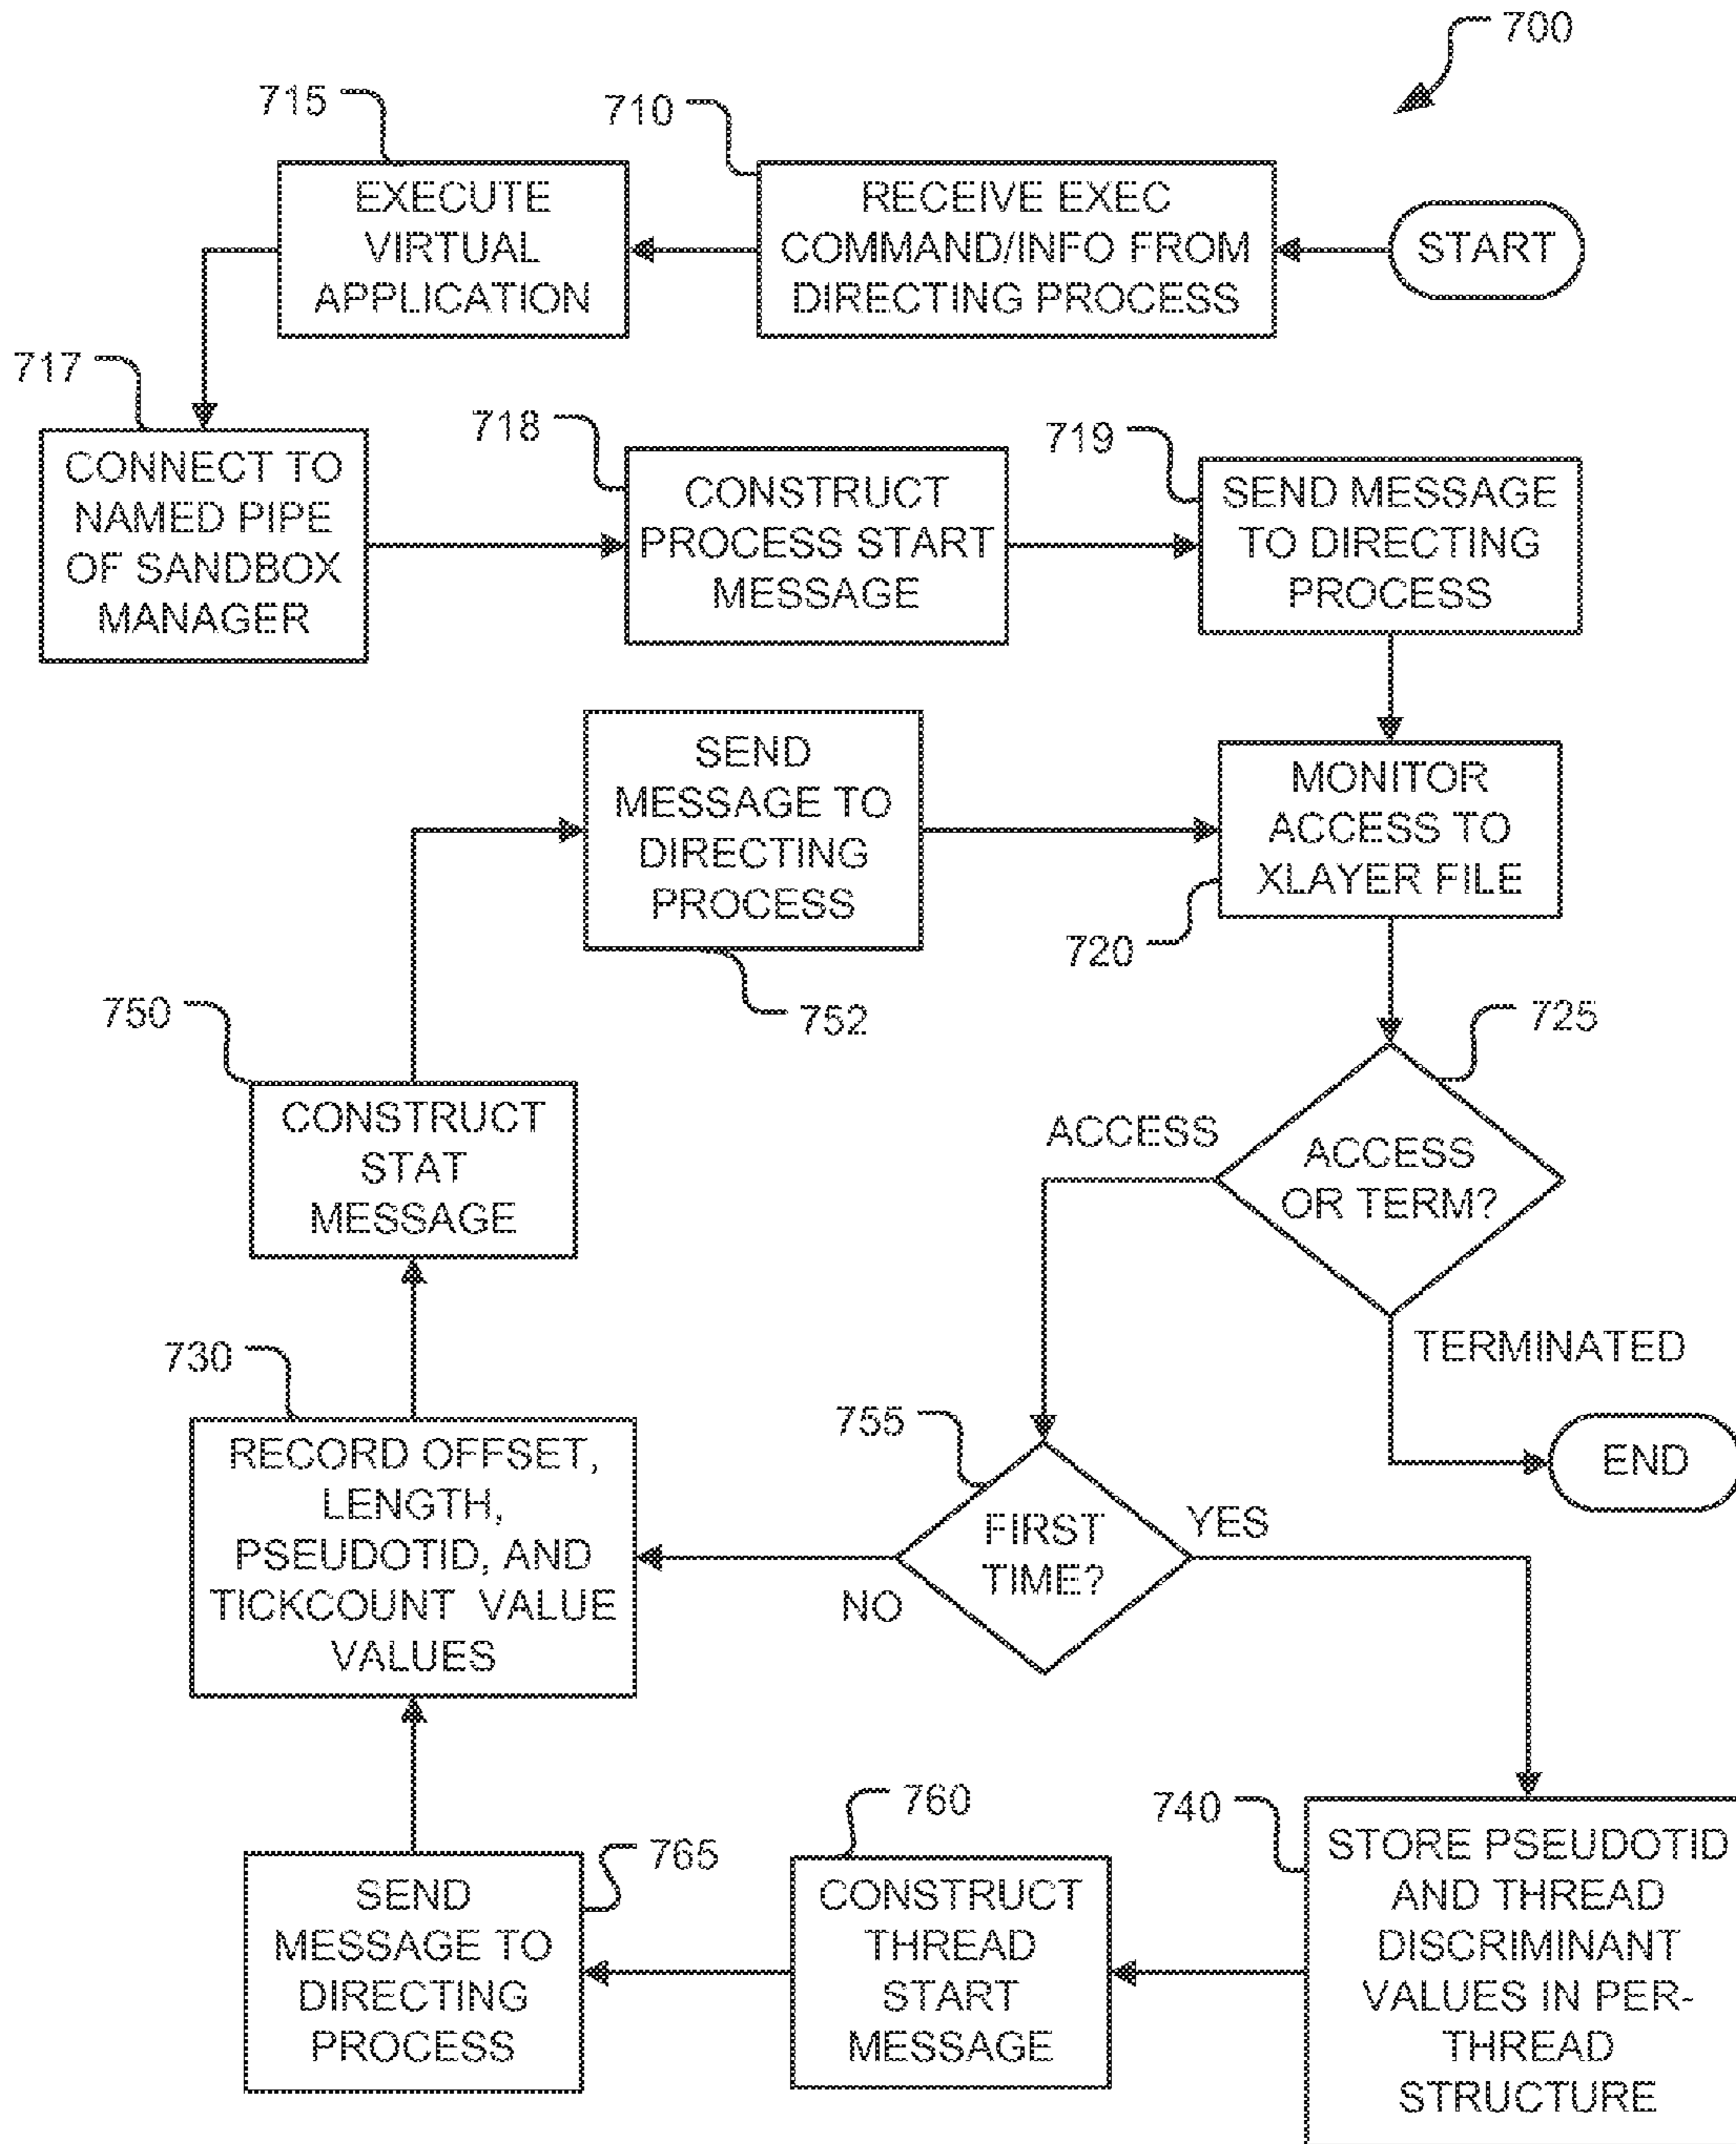 700
715
710
EXECUTE
VIRTUAL
APPLICATION
RECEIVE EXEC
COMMAND/INFO FROM
DIRECTING PROCESS
START
717
CONNECT TO
NAMED PIPE
OF SANDBOX
MANAGER
718
CONSTRUCT
PROCESS START
MESSAGE
719
SEND MESSAGE
TO DIRECTING
PROCESS
SEND
MESSAGE TO
DIRECTING
PROCESS
752
MONITOR
ACCESS TO
XLAYER FILE
720
750
CONSTRUCT
STAT
MESSAGE
725
ACCESS
ACCESS
OR TERM?
TERMINATED
END
730
RECORD OFFSET,
LENGTH,
PSEUDOTID, AND
TICKCOUNT VALUE
VALUES
755
FIRST
TIME?
YES
NO
765
SEND
MESSAGE TO
DIRECTING
PROCESS
760
CONSTRUCT
THREAD
START
MESSAGE
740
STORE PSEUDOTID
AND THREAD
DISCRIMINANT
VALUES IN PER-
THREAD
STRUCTURE